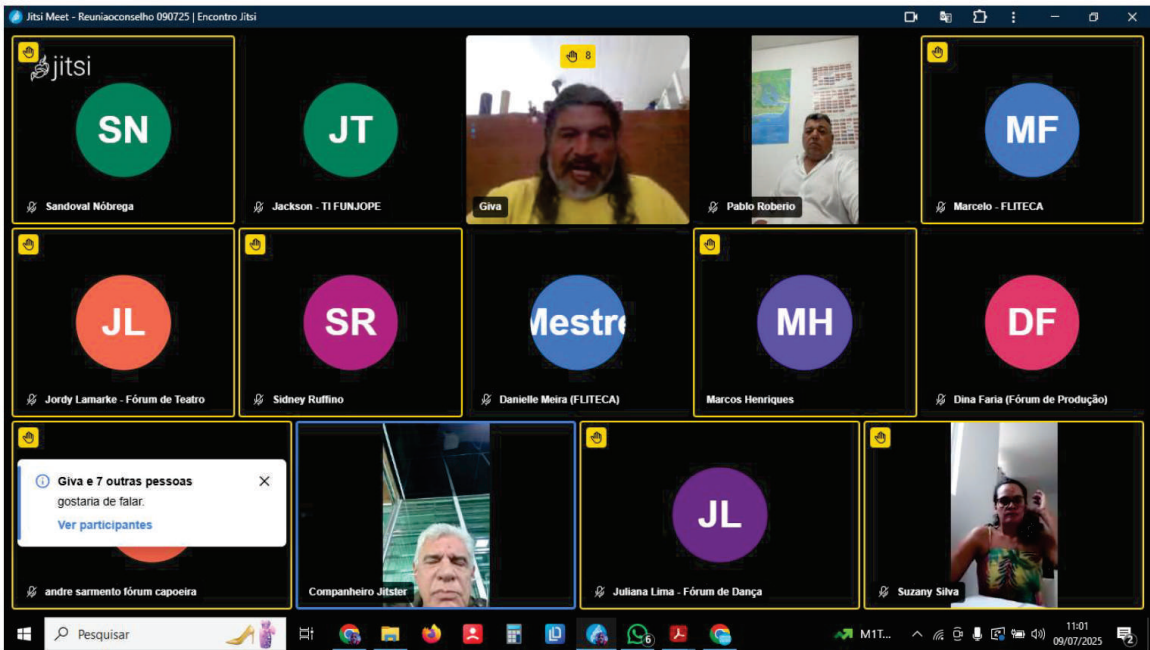 Jitsi Meet - Reuniaoconselho 090725 | Encontro Jitsi
jitsi
SN
Sandoval Nóbrega
JT
Jackson - TI FUNJOPE
8
Giva
Pablo Roberio
MF
Marcelo - FLITECA
JL
Jordy Lamarke - Fórum de Teatro
SR
Sidney Ruffino
Mestre
Danielle Meira (FLITECA)
MH
Marcos Henriques
DF
Dina Faria (Fórum de Produção)
Giva e 7 outras pessoas
gostaria de falar.
Ver participantes
andre sarmento fórum capoeira
Companheiro Jitster
JL
Juliana Lima - Fórum de Dança
Suzany Silva
Pesquisar
6
M1T...
11:01
09/07/2025
2